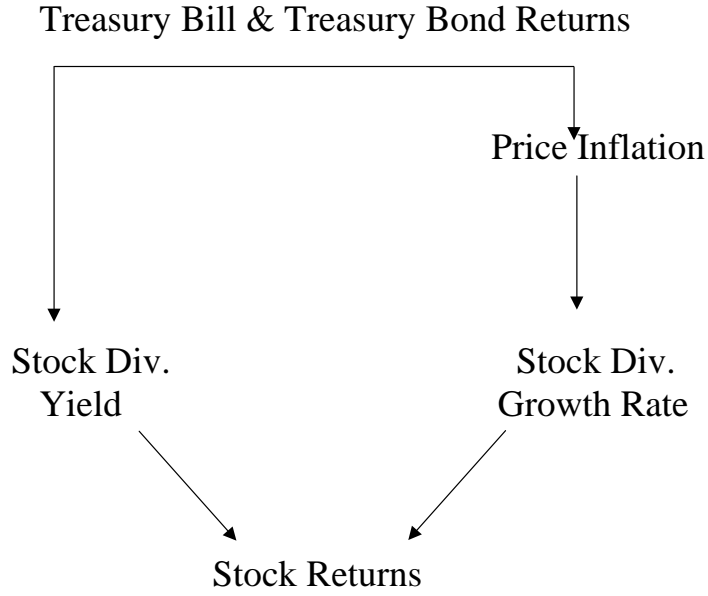 Treasury Bill & Treasury Bond Returns
Price Inflation
Stock Div.
Yield
Stock Div.
Growth Rate
Stock Returns